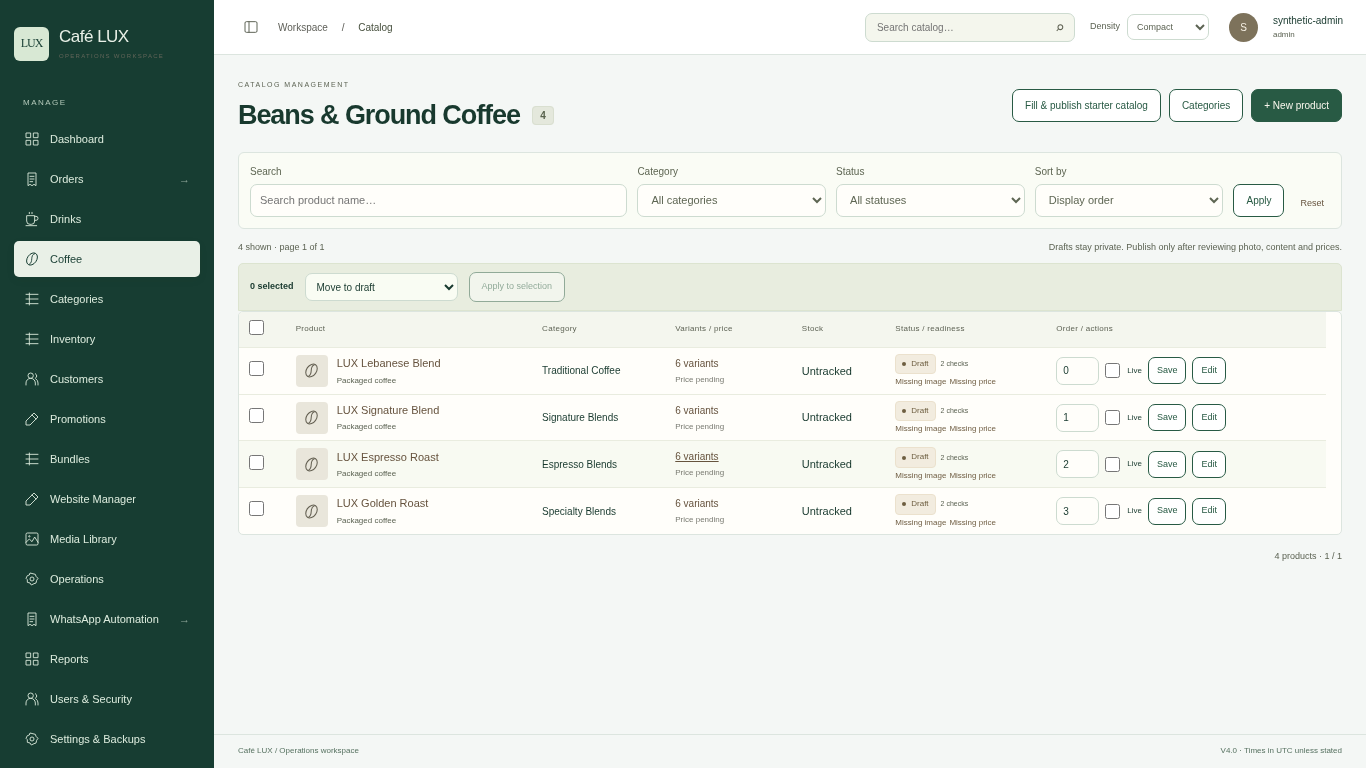 LUX
Café LUX
OPERATIONS WORKSPACE
MANAGE
Dashboard
Orders →
Drinks
Coffee
Categories
Inventory
Customers
Promotions
Bundles
Website Manager
Media Library
Operations
WhatsApp Automation →
Reports
Users & Security
Settings & Backups
Workspace / Catalog
Search catalog…
Density
Compact
S
synthetic-admin
admin
CATALOG MANAGEMENT
Beans & Ground Coffee 4
Fill & publish starter catalog
Categories
+ New product
Search
Category
Status
Sort by
Search product name…
All categories
All statuses
Display order
Apply
Reset
4 shown · page 1 of 1
Drafts stay private. Publish only after reviewing photo, content and prices.
0 selected
Move to draft
Apply to selection
Product
Category
Variants / price
Stock
Status / readiness
Order / actions
LUX Lebanese Blend
Packaged coffee
Traditional Coffee
6 variants
Price pending
Untracked
Draft 2 checks
Missing image Missing price
0
Live
Save
Edit
LUX Signature Blend
Packaged coffee
Signature Blends
6 variants
Price pending
Untracked
Draft 2 checks
Missing image Missing price
1
Live
Save
Edit
LUX Espresso Roast
Packaged coffee
Espresso Blends
6 variants
Price pending
Untracked
Draft 2 checks
Missing image Missing price
2
Live
Save
Edit
LUX Golden Roast
Packaged coffee
Specialty Blends
6 variants
Price pending
Untracked
Draft 2 checks
Missing image Missing price
3
Live
Save
Edit
4 products · 1 / 1
Café LUX / Operations workspace
V4.0 · Times in UTC unless stated